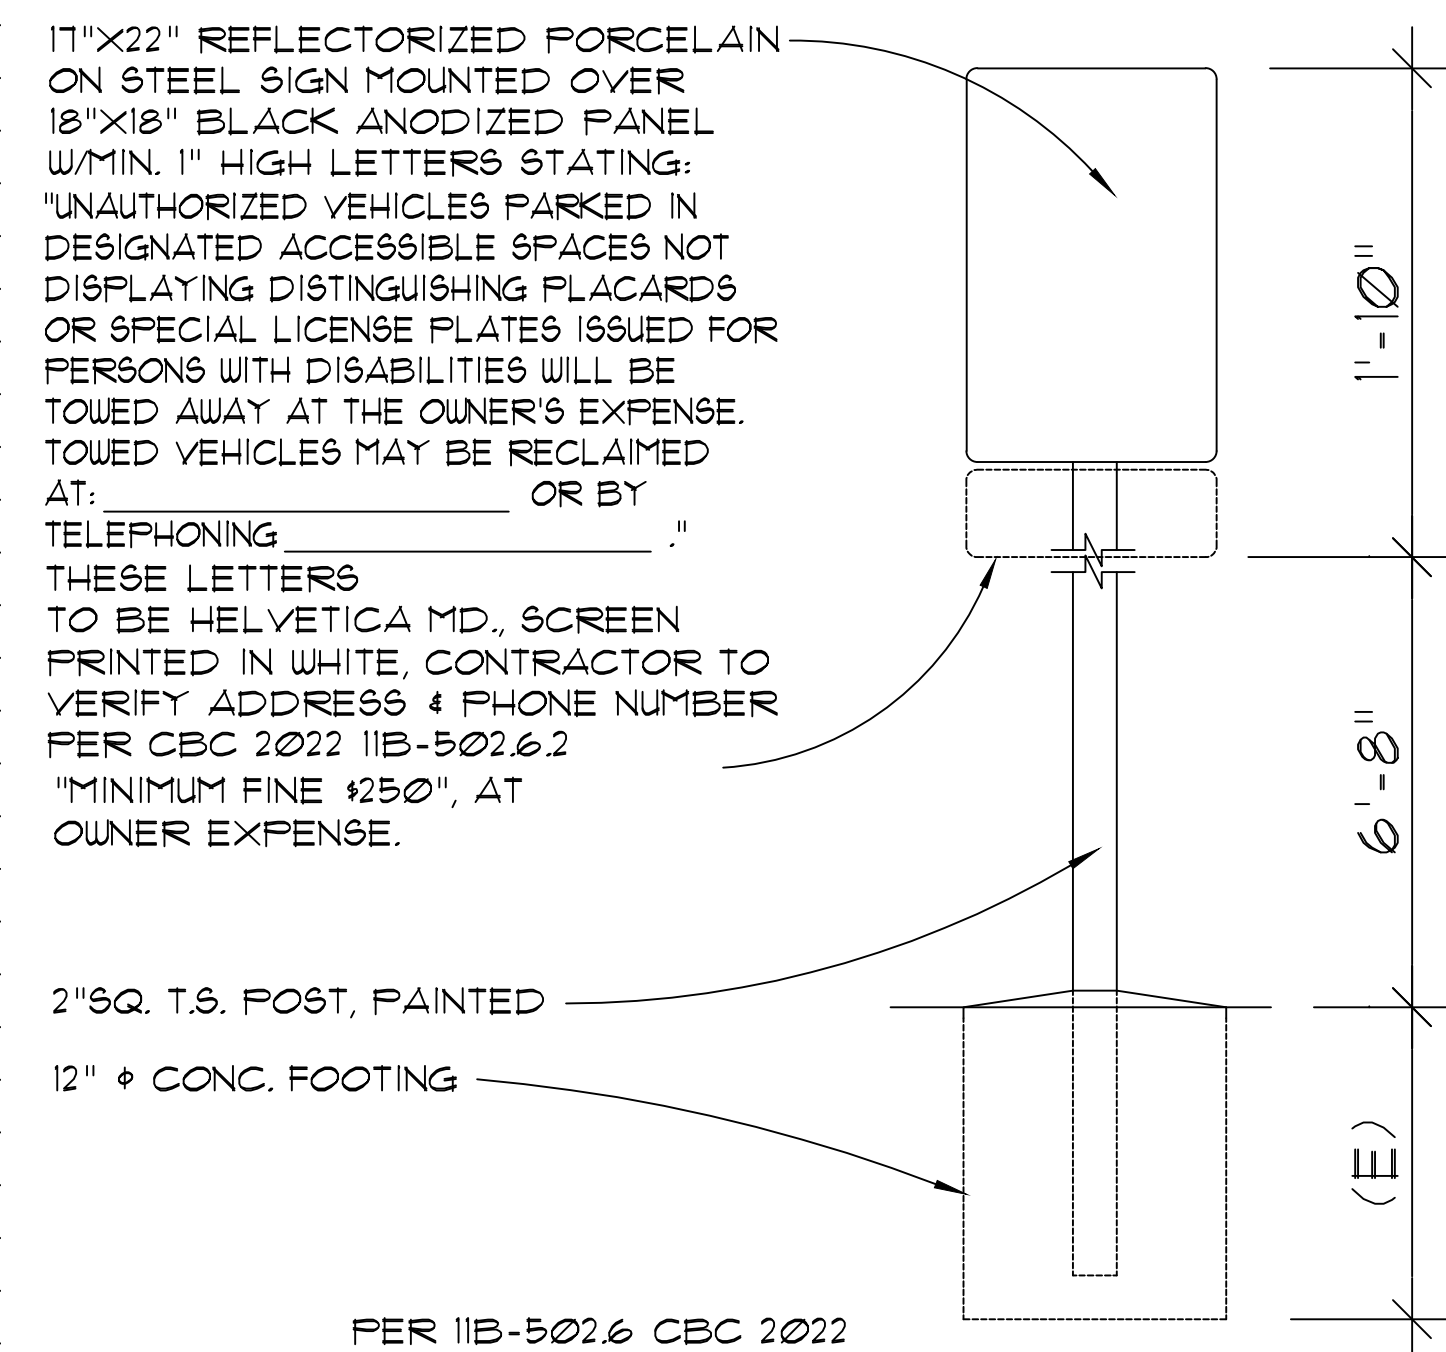 17"X22" REFLECTORIZED PORCELAIN
ON STEEL SIGN MOUNTED OVER
18"X18" BLACK ANODIZED PANEL
W/MIN. 1" HIGH LETTERS STATING:
"UNAUTHORIZED VEHICLES PARKED IN
DESIGNATED ACCESSIBLE SPACES NOT
DISPLAYING DISTINGUISHING PLACARDS
OR SPECIAL LICENSE PLATES ISSUED FOR
PERSONS WITH DISABILITIES WILL BE
TOWED AWAY AT THE OWNER'S EXPENSE.
TOWED VEHICLES MAY BE RECLAIMED
AT:____________________ OR BY
TELEPHONING__________________ ."
THESE LETTERS
TO BE HELVETICA MD., SCREEN
PRINTED IN WHITE, CONTRACTOR TO
VERIFY ADDRESS & PHONE NUMBER
PER CBC 2022 11B-502.6.2
"MINIMUM FINE $250", AT
OWNER EXPENSE.
2"SQ. T.S. POST, PAINTED
12" ϕ CONC. FOOTING
PER 11B-502.6 CBC 2022
1'-10"
6'-8"
(E)